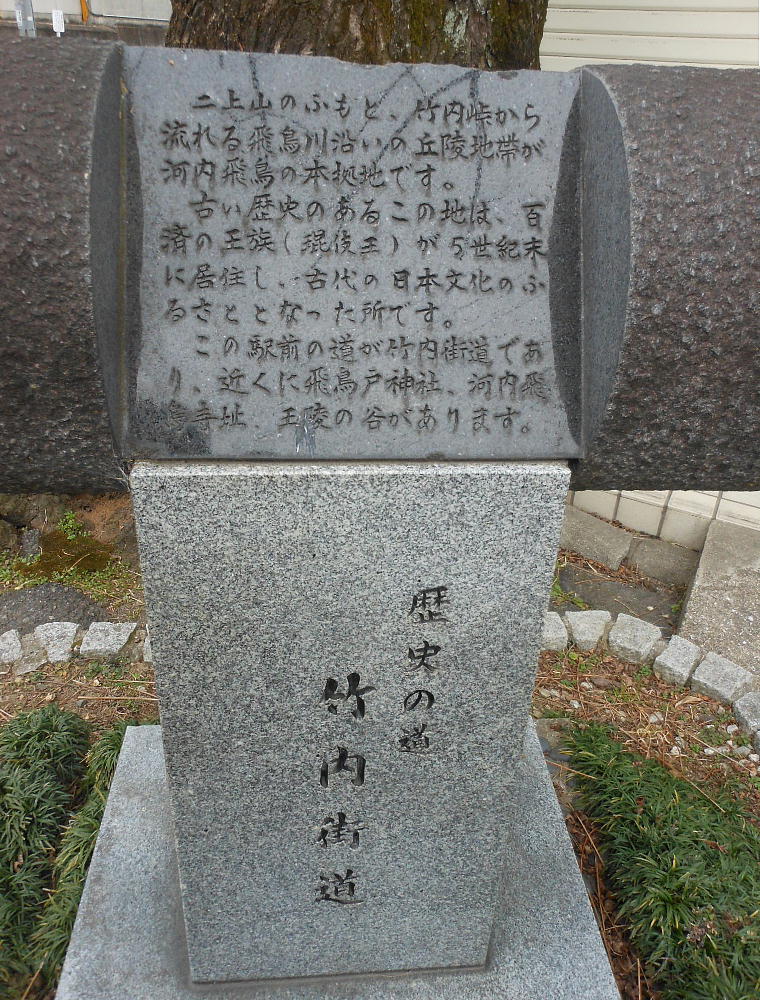 二上山のふもと、竹内峠から
流れる飛鳥川沿いの丘陵地帯が
河内飛鳥の本拠地です。
古い歴史のあるこの地は、百
済の王族(琨伎王)が5世紀末
に居住し、古代の日本文化のふ
るさととなった所です。
この駅前の道が竹内街道であ
り、近くに飛鳥戸神社、河内飛
鳥寺址、王陵の谷があります。
歴史の道
竹内街道